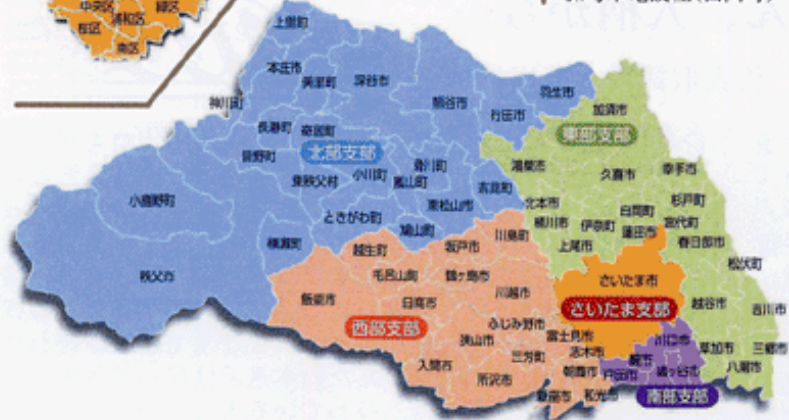 中央区
緑区
浦和区
桜区
南区
上里町
本庄市
美里町
深谷市
神川町
熊谷市
行田市
羽生市
加須市
東部支部
長瀞町
寄居町
北部支部
皆野町
東秩父村
小川町
滑川町
嵐山町
吉見町
鴻巣市
久喜市
幸手市
小鹿野町
ときがわ町
東松山市
北本市
白岡町
杉戸町
宮代町
横瀬町
鳩山町
川島町
桶川市
伊奈町
蓮田市
春日部市
越生町
坂戸市
上尾市
松伏町
秩父市
毛呂山町
鶴ヶ島市
さいたま市
飯能市
日高市
川越市
越谷市
吉川市
さいたま支部
西部支部
ふじみ野市
富士見市
狭山市
三芳町
志木市
川口市
草加市
三郷市
入間市
所沢市
朝霞市
戸田市
蕨市
鳩ヶ谷市
八潮市
新座市
和光市
南部支部